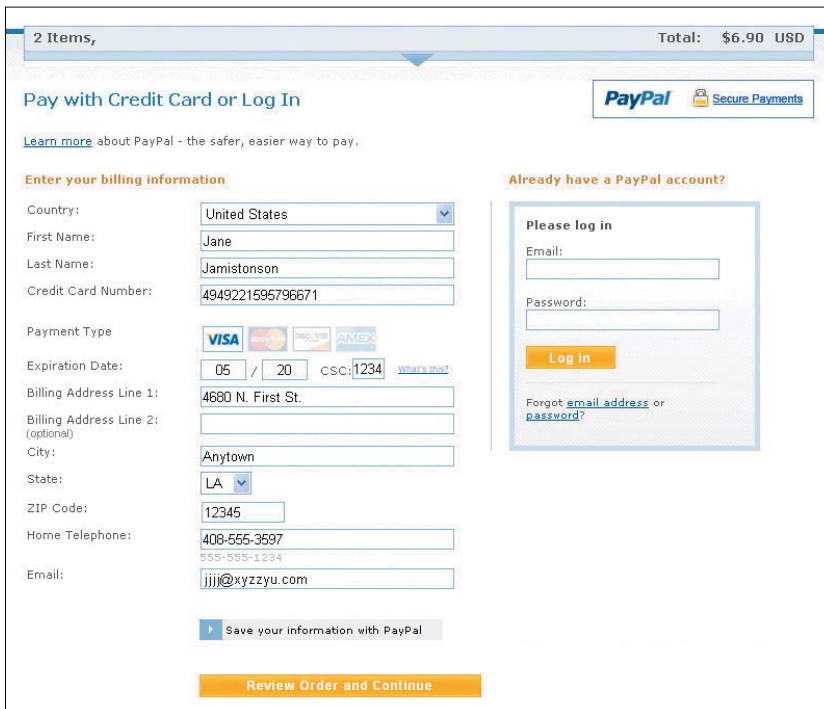 2 Items,
Total: $6.90 USD
Pay with Credit Card or Log In
PayPal Secure Payments
Learn more about PayPal - the safer, easier way to pay.
Enter your billing information
Country: United States
First Name: Jane
Last Name: Jamistonson
Credit Card Number: 4949221595796671
Payment Type VISA MasterCard DISCOVER AMEX
Expiration Date: 05 / 20 CSC: 1234 What's this?
Billing Address Line 1: 4680 N. First St.
Billing Address Line 2:
(optional)
City: Anytown
State: LA
ZIP Code: 12345
Home Telephone: 408-555-3597
555-555-1234
Email: jjjj@xyzzyu.com
Save your information with PayPal
Review Order and Continue
Already have a PayPal account?
Please log in
Email:
Password:
Log In
Forgot email address or
password?